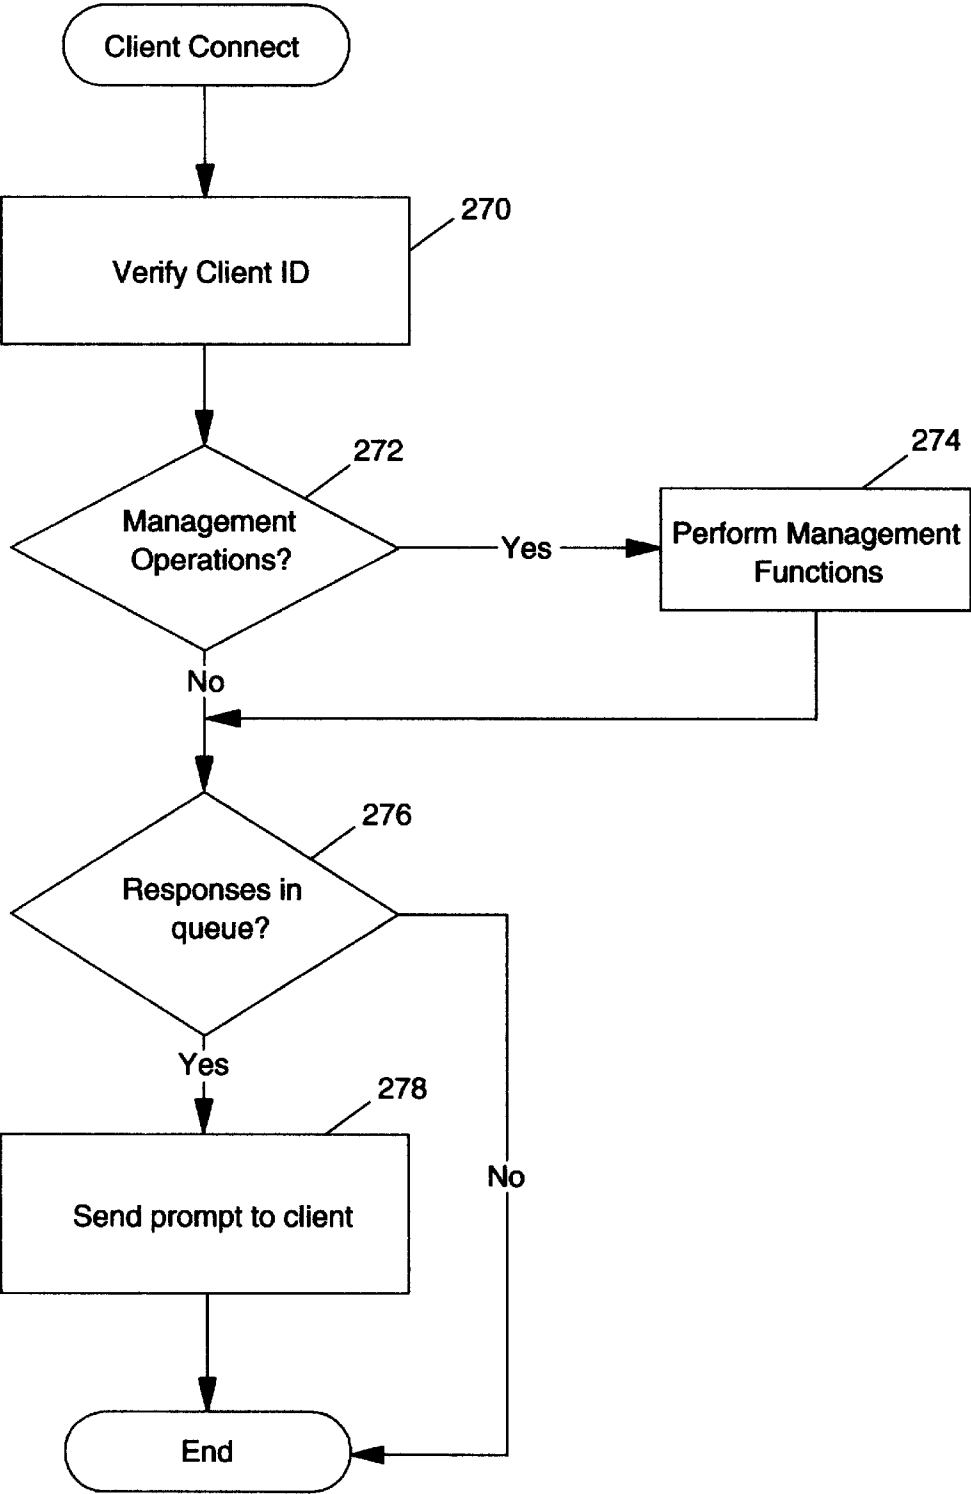 Client Connect
270
Verify Client ID
272
274
Management
Operations?
Yes
Perform Management
Functions
No
276
Responses in
queue?
Yes
278
No
Send prompt to client
End